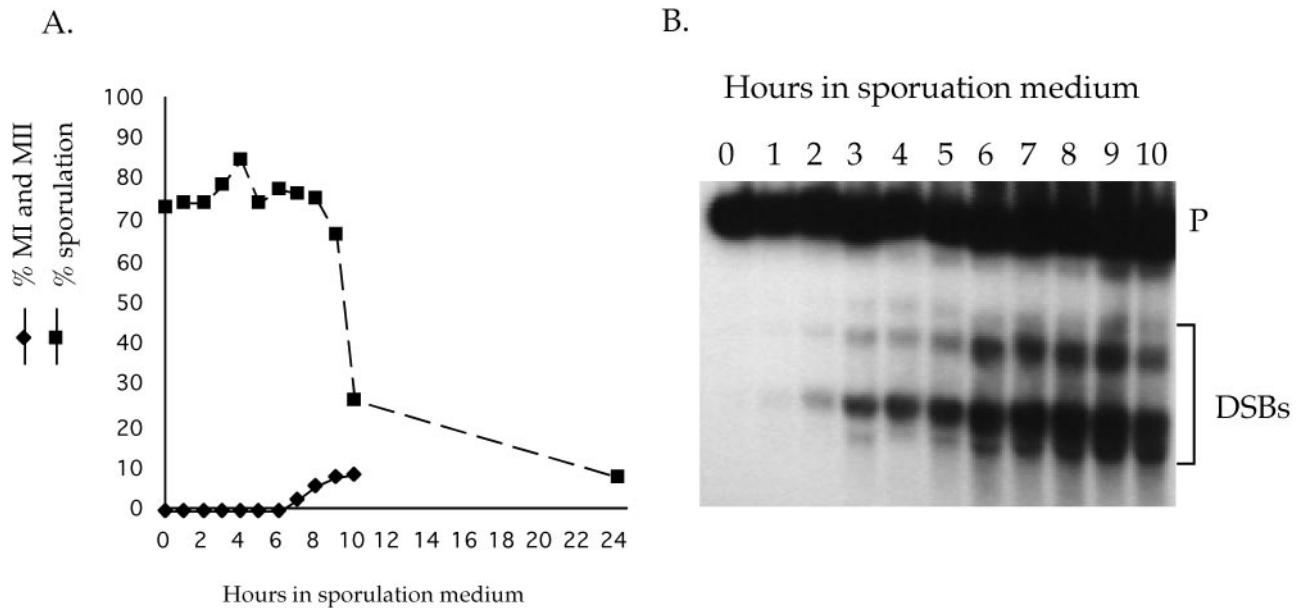 A.
% MI and MII
% sporulation
100
90
80
70
60
50
40
30
20
10
0
0 2 4 6 8 10 12 14 16 18 20 22 24
Hours in sporulation medium
B.
Hours in sporuation medium
0 1 2 3 4 5 6 7 8 9 10
P
DSBs